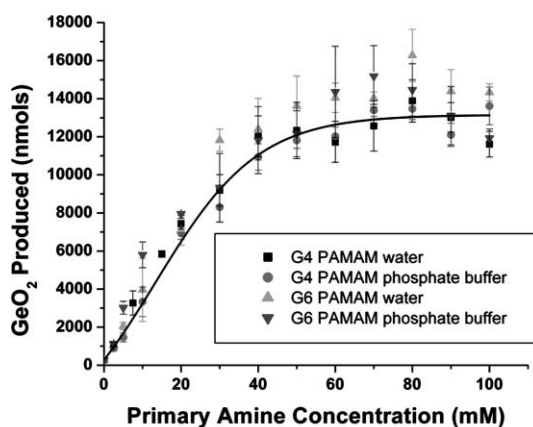 GeO2 Produced (nmols)
18000
16000
14000
12000
10000
8000
6000
4000
2000
0
G4 PAMAM water
G4 PAMAM phosphate buffer
G6 PAMAM water
G6 PAMAM phosphate buffer
0 20 40 60 80 100
Primary Amine Concentration (mM)